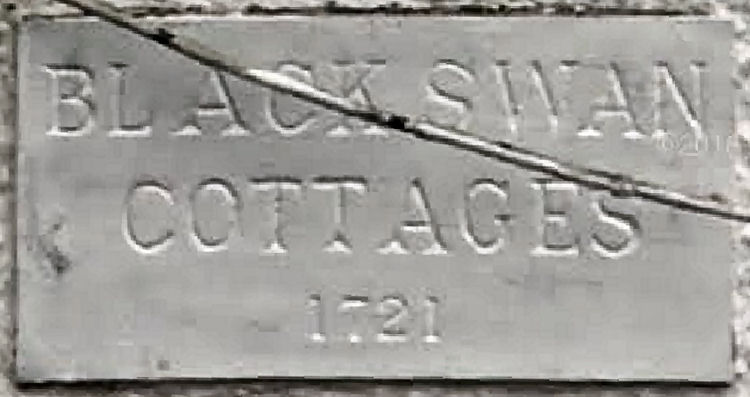 BLACK SWAN
COTTAGES
1721